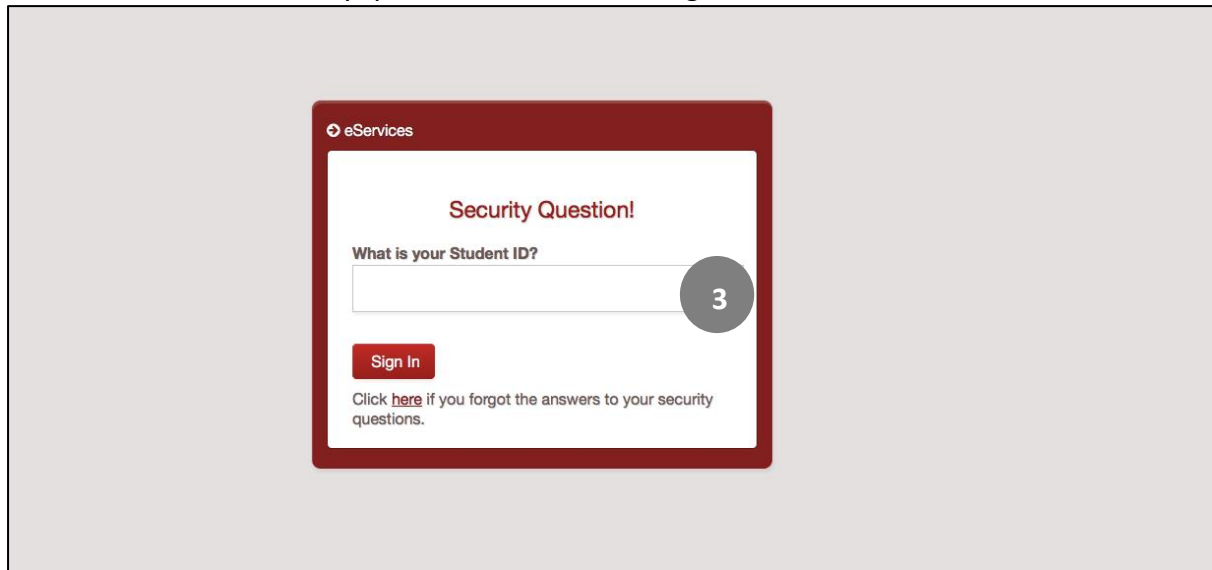 eServices
Security Question!
What is your Student ID?
3
Sign In
Click here if you forgot the answers to your security
questions.